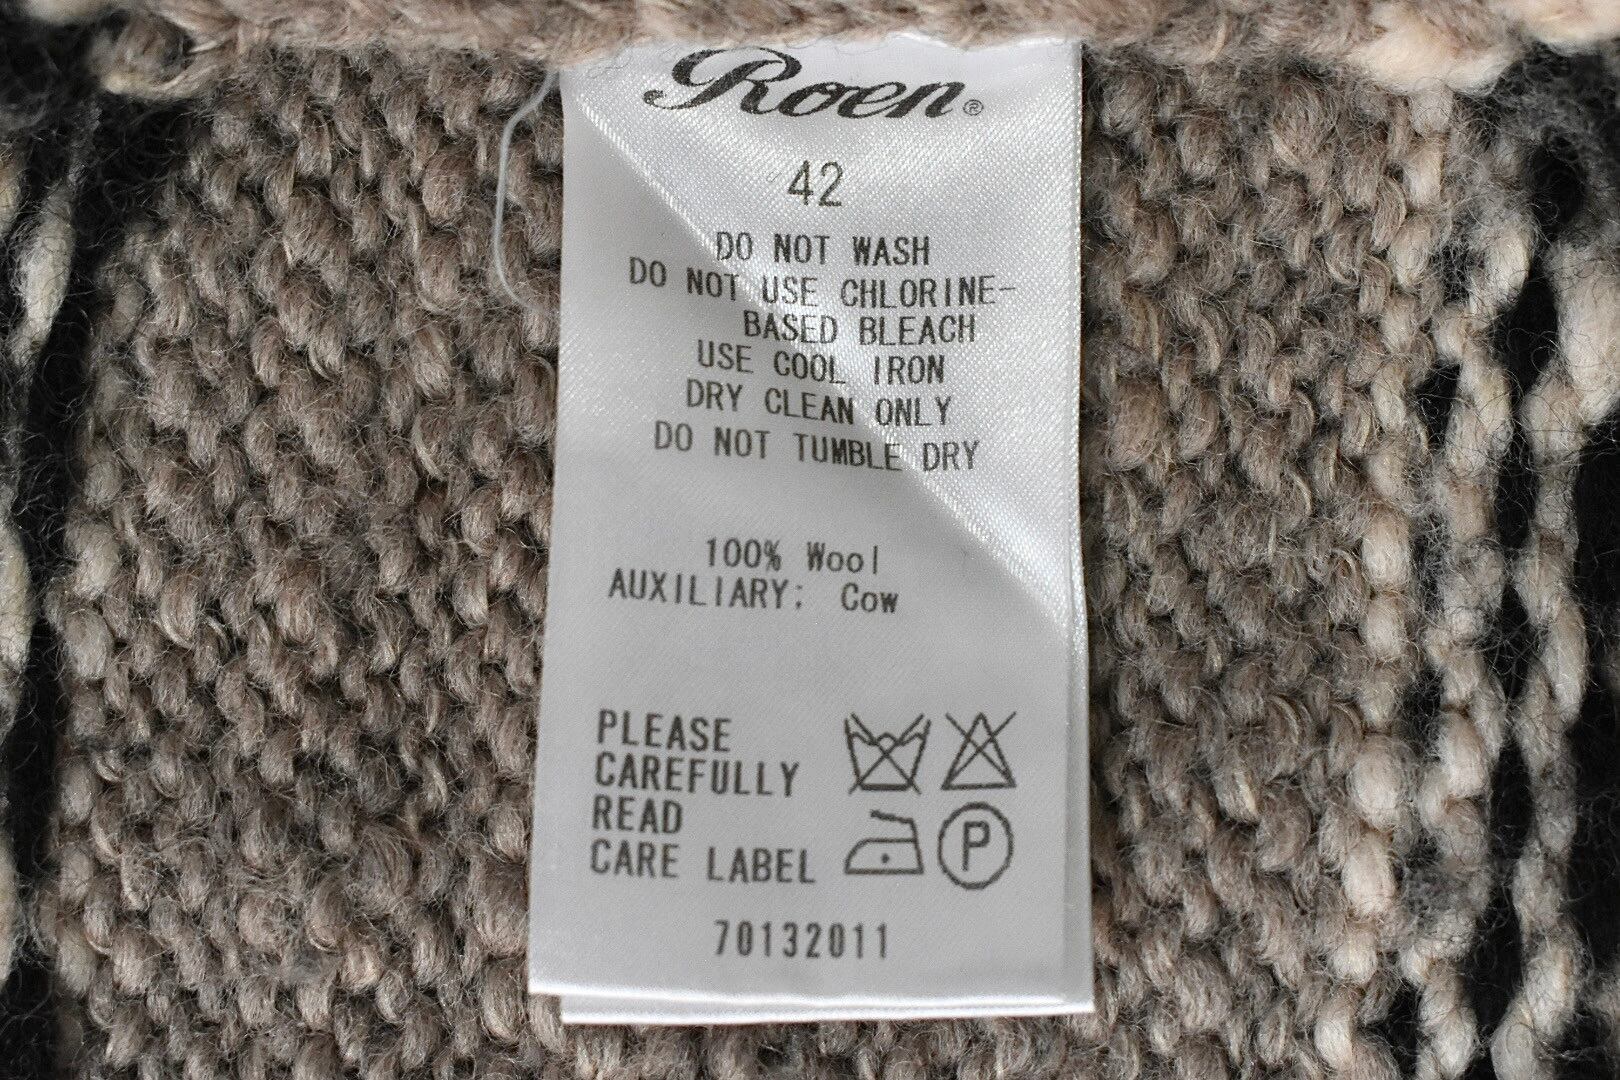 Roen®
42
DO NOT WASH
DO NOT USE CHLORINE-
BASED BLEACH
USE COOL IRON
DRY CLEAN ONLY
DO NOT TUMBLE DRY
100% Wool
AUXILIARY: Cow
PLEASE
CAREFULLY
READ
CARE LABEL
P
70132011